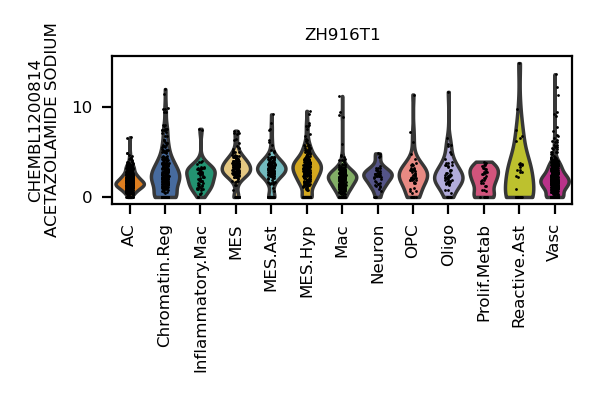 ZH916T1
CHEMBL1200814
ACETAZOLAMIDE SODIUM
10
0
AC
Chromatin.Reg
Inflammatory.Mac
MES
MES.Ast
MES.Hyp
Mac
Neuron
OPC
Oligo
Prolif.Metab
Reactive.Ast
Vasc